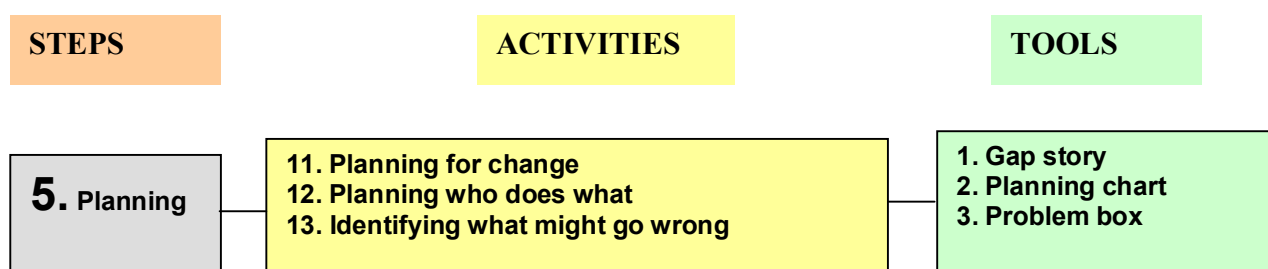 STEPS
ACTIVITIES
TOOLS
5. Planning
11. Planning for change
12. Planning who does what
13. Identifying what might go wrong
1. Gap story
2. Planning chart
3. Problem box